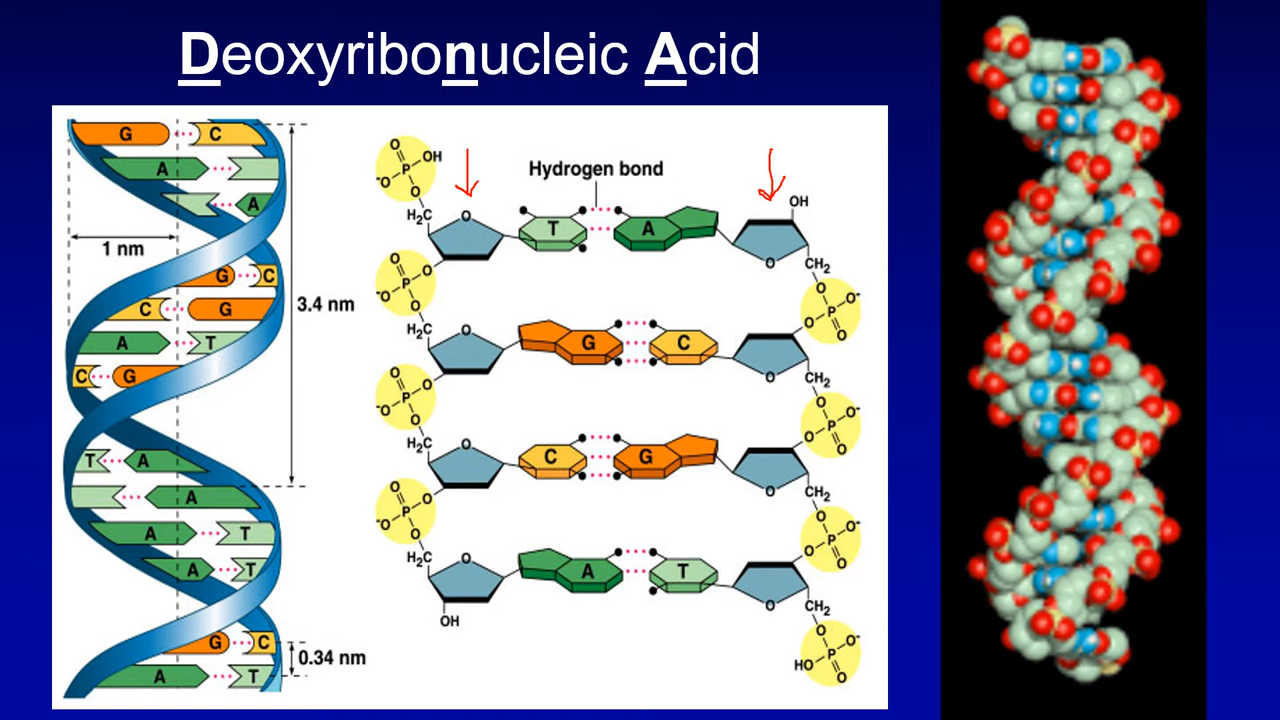 Deoxyribonucleic Acid
G C
A
A
1 nm
G C
C G
A T
C G
3.4 nm
T A
A
A T
A T
G C
0.34 nm
A T
Hydrogen bond
O
-O P OH
O
H2C O
T A
OH
O
CH2
O
-O P O
O
O
O P O-
O
H2C O
G C
O
CH2
O
-O P O
O
O
O P O-
O
H2C O
C G
O
CH2
O
-O P O
O
O
O P O-
O
H2C O
A T
O
CH2
OH
O
HO P O-
O